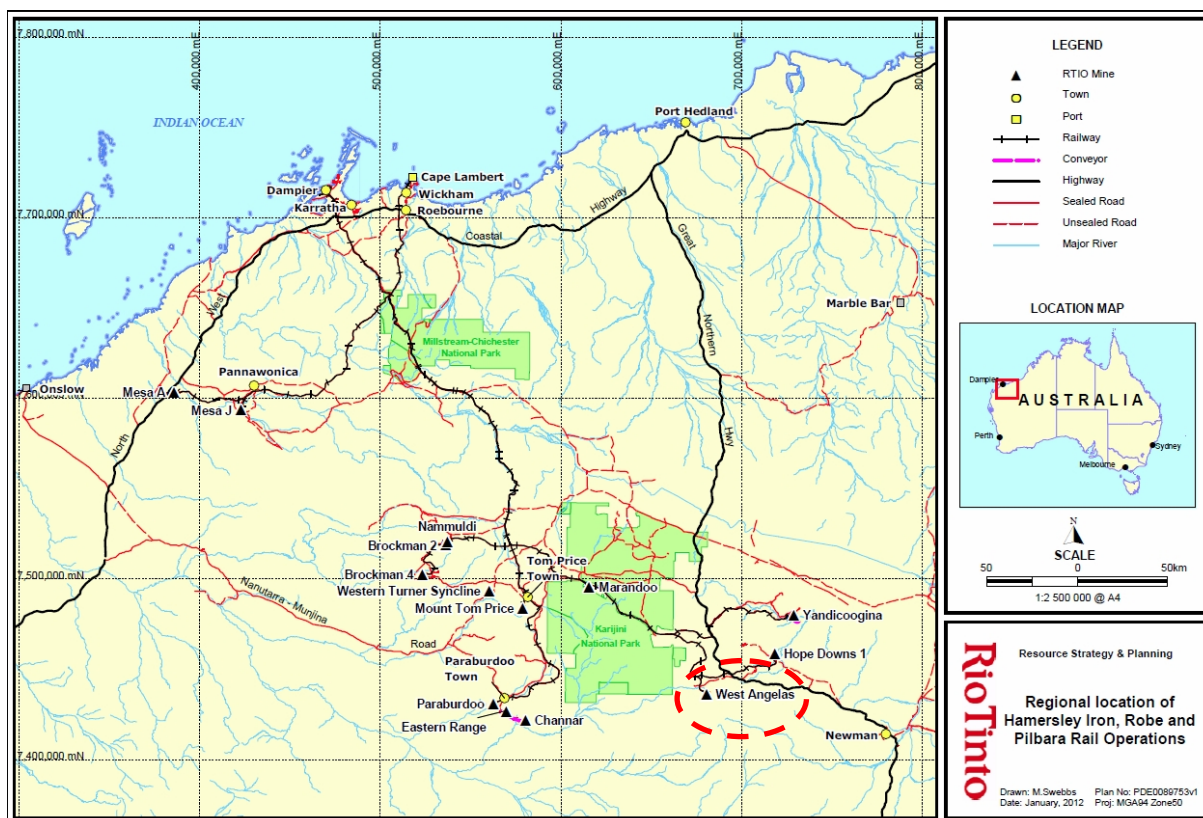 7,800,000 mN
400,000 mE
500,000 mE
600,000 mE
700,000 mE
800,000 mE
INDIAN OCEAN
Port Hedland
Cape Lambert
Dampier
Wickham
Karratha
Roebourne
7,700,000 mN
Highway
Coastal
Great
West
Marble Bar
Millstream-Chichester
National Park
Northern
Pannawonica
Onslow
Mesa A
Mesa J
Hwy
North
Nammuldi
Brockman 2
Tom Price
Town
Brockman 4
7,500,000 mN
Western Turner Syncline
Marandoo
Nanutarra - Munjina
Mount Tom Price
Yandicoogina
Karijini
National Park
Road
Hope Downs 1
Paraburdoo
Town
West Angelas
Paraburdoo
Eastern Range
Channar
Newman
7,400,000 mN
LEGEND
RTIO Mine
Town
Port
Railway
Conveyor
Highway
Sealed Road
Unsealed Road
Major River
LOCATION MAP
Dampier
AUSTRALIA
Perth
Sydney
Melbourne
N
SCALE
50 0 50km
1:2 500 000 @ A4
RioTinto
Resource Strategy & Planning
Regional location of
Hamersley Iron, Robe and
Pilbara Rail Operations
Drawn: M.Swebbs Plan No: PDE0089753v1
Date: January, 2012 Proj: MGA94 Zone50